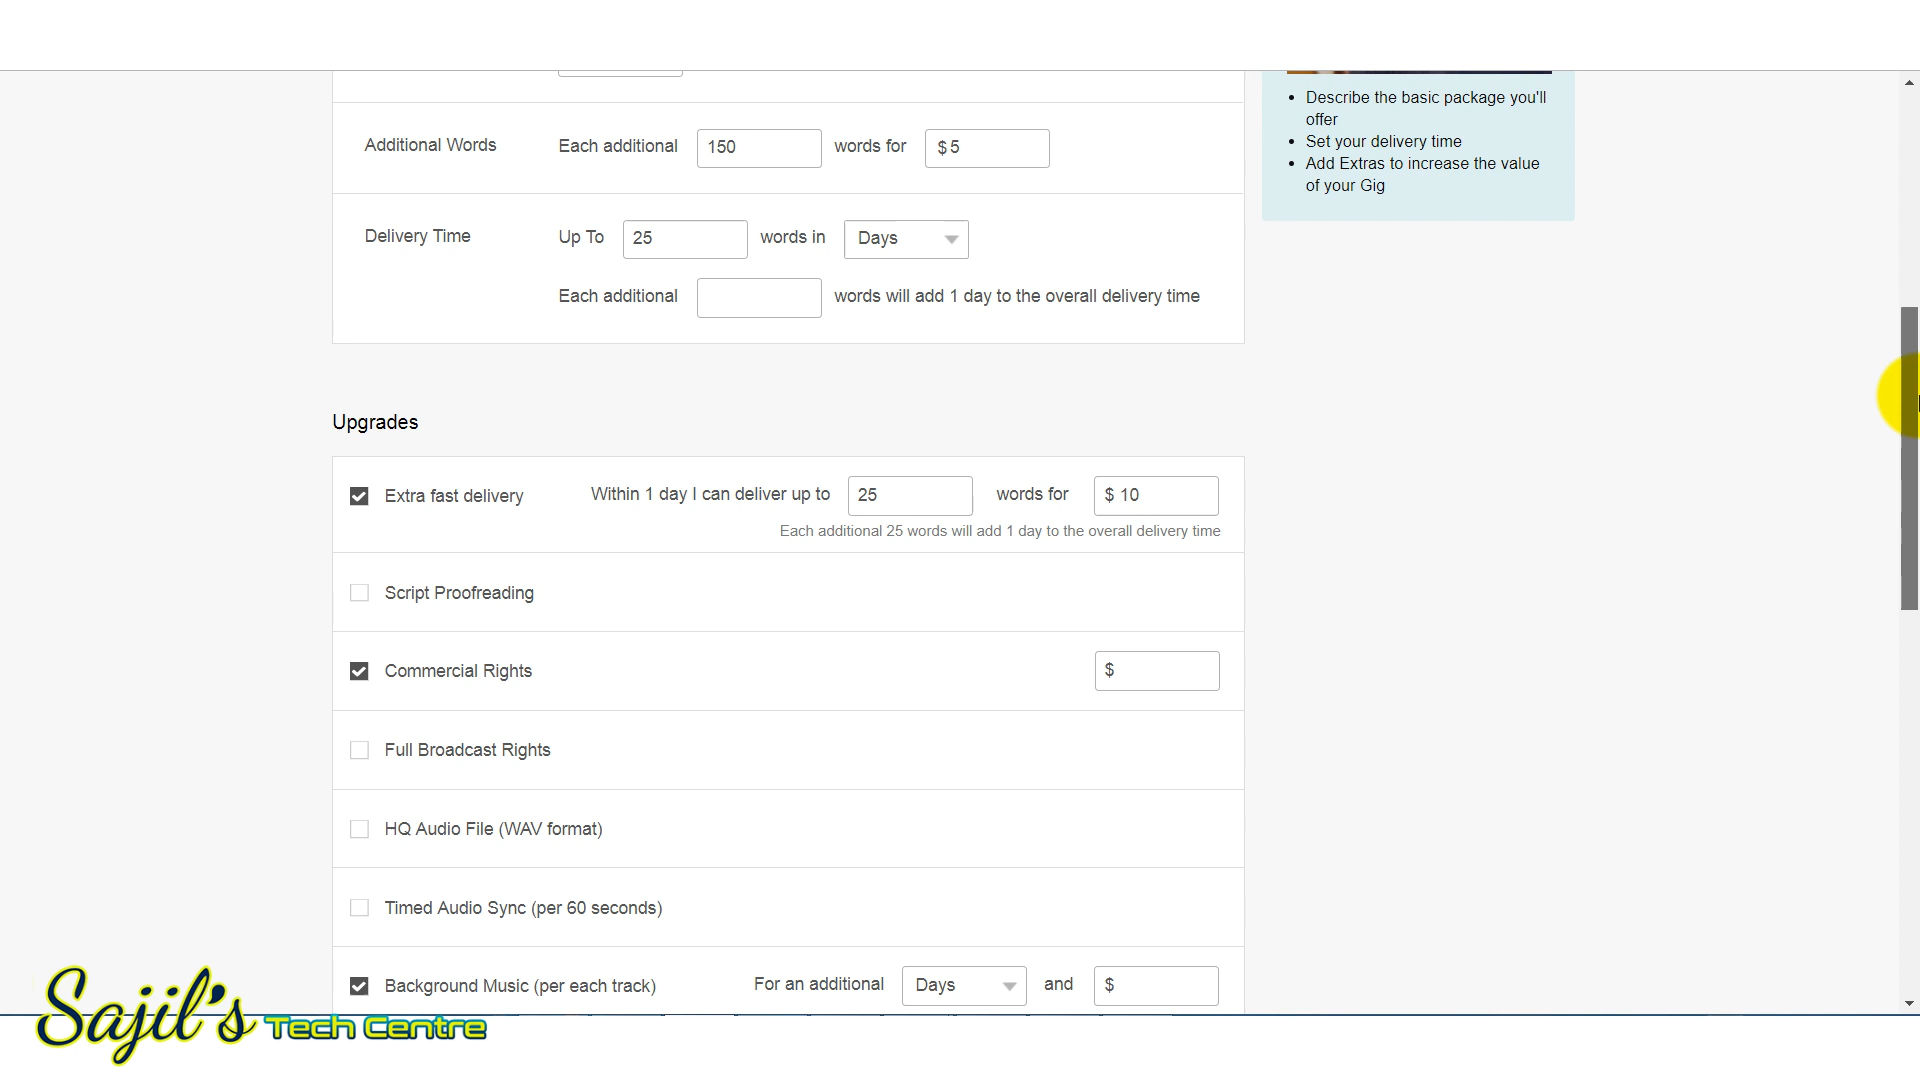 Describe the basic package you'll
offer
Set your delivery time
Add Extras to increase the value
of your Gig
Additional Words Each additional 150 words for $5
Delivery Time Up To 25 words in Days
Each additional words will add 1 day to the overall delivery time
Upgrades
Extra fast delivery Within 1 day I can deliver up to 25 words for $ 10
Each additional 25 words will add 1 day to the overall delivery time
Script Proofreading
Commercial Rights $
Full Broadcast Rights
HQ Audio File (WAV format)
Timed Audio Sync (per 60 seconds)
Background Music (per each track) For an additional Days and $
Sajil's Tech Centre